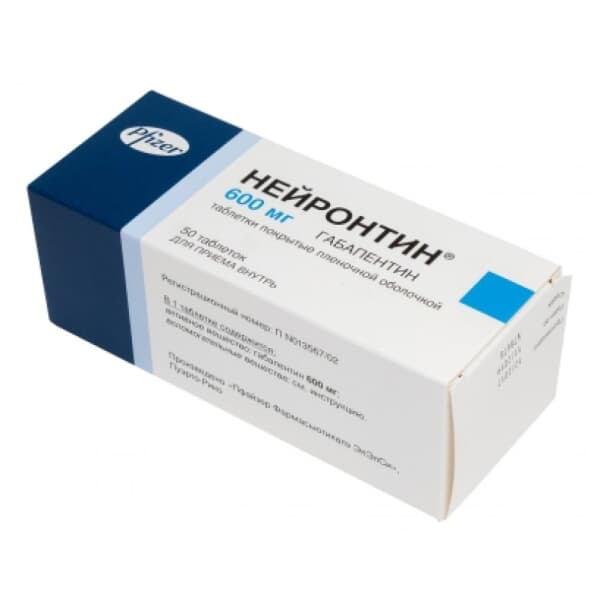 Pfizer
НЕЙРОНТИН®
600 мг
ГАБАПЕНТИН
таблетки покрытые пленочной оболочкой
50 таблеток
ДЛЯ ПРИЕМА ВНУТРЬ
Регистрационный номер: П N013567/02
В 1 таблетке содержится:
активное вещество: габапентин 600 мг;
вспомогательные вещества: см. инструкцию.
Произведено «Пфайзер Фармасьютикалз ЭлЭлСи»,
Пуэрто-Рико